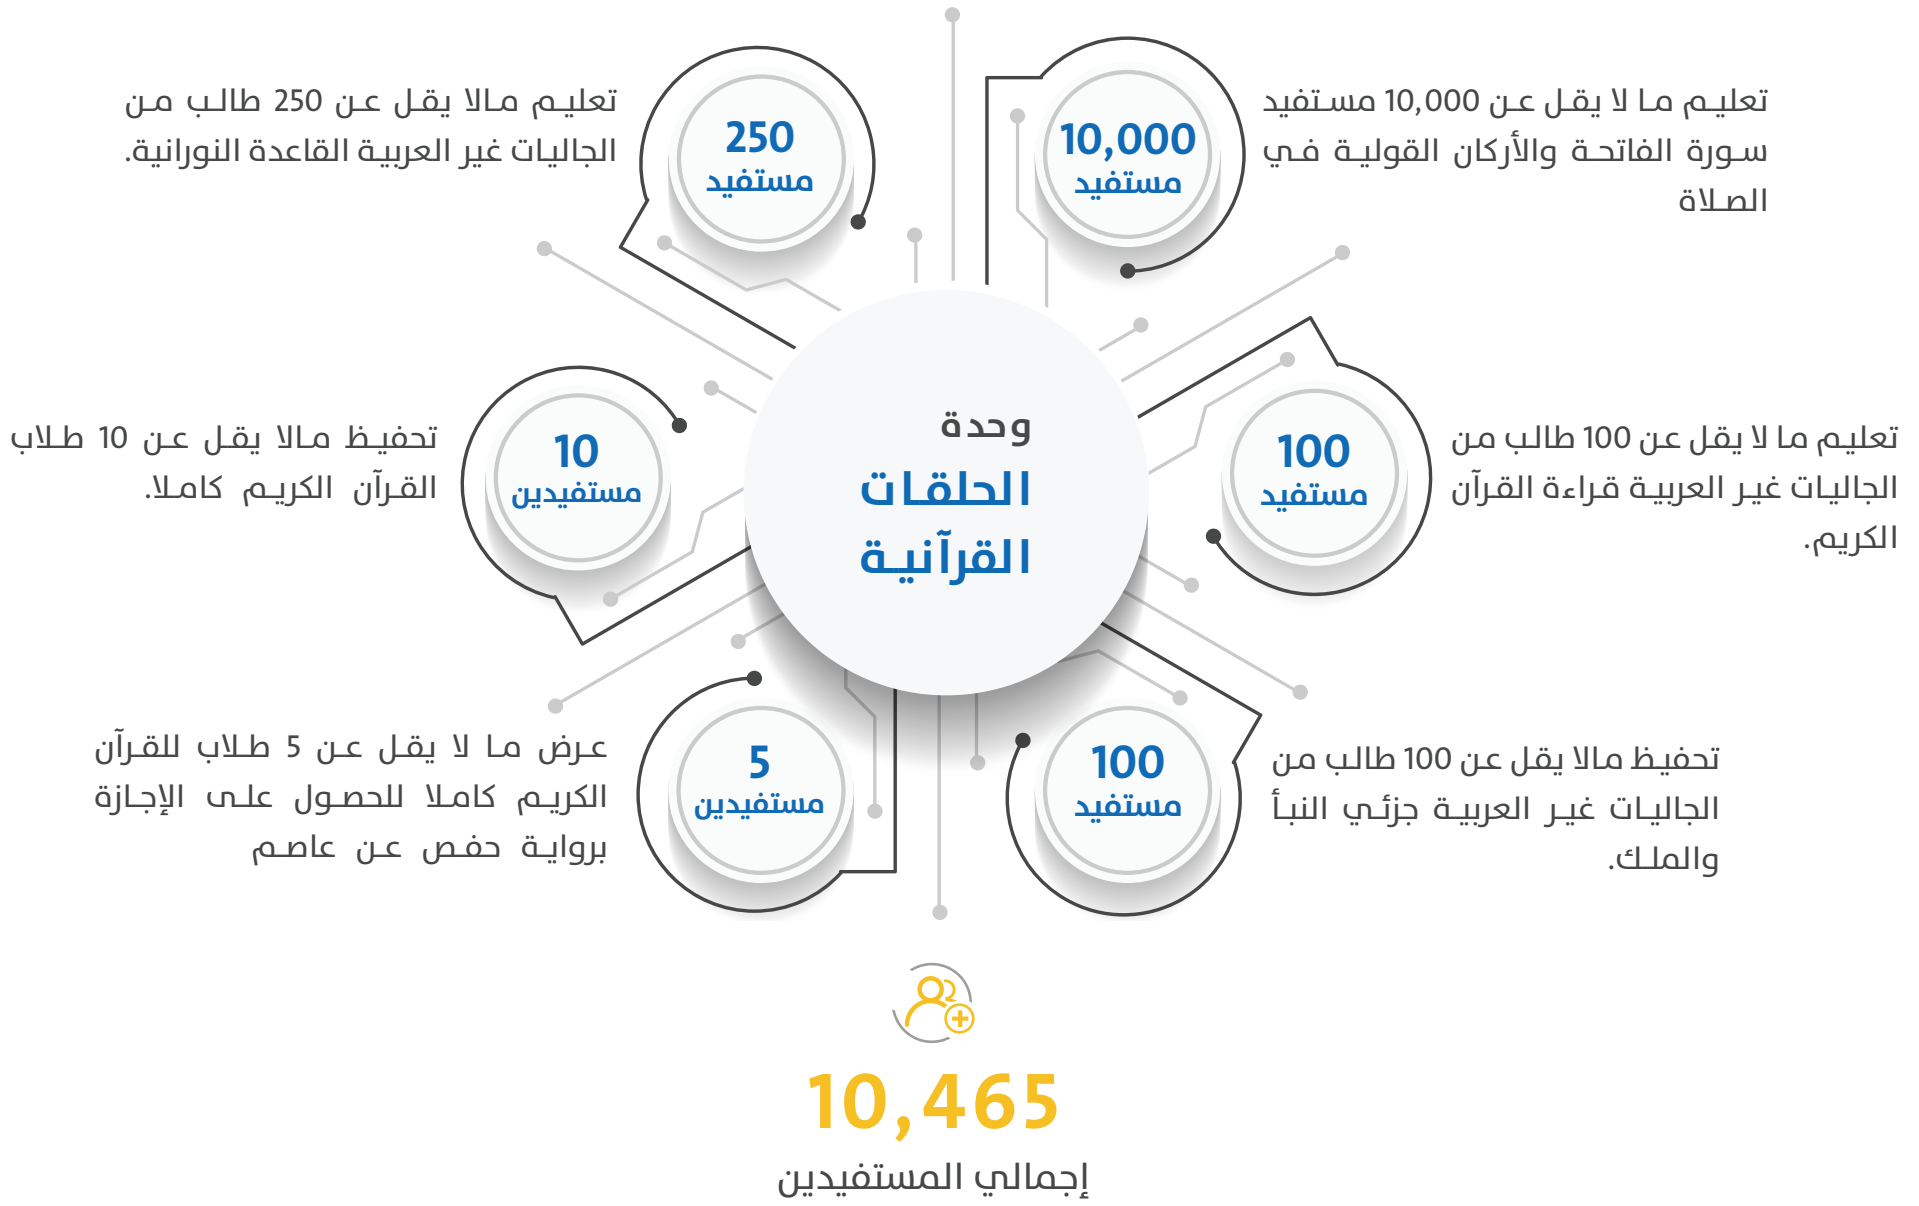 تعليم ما لا يقل عن 10,000 مستفيد
سورة الفاتحة والأركان القولية في
الصلاة
10,000
مستفيد
250
مستفيد
تعليم مالا يقل عن 250 طالب من
الجاليات غير العربية القاعدة النورانية.
تعليم ما لا يقل عن 100 طالب من
الجاليات غير العربية قراءة القرآن
الكريم.
100
مستفيد
وحدة
الحلقات
القرآنية
10
مستفيدين
تحفيظ مالا يقل عن 10 طلاب
القرآن الكريم كاملا.
تحفيظ مالا يقل عن 100 طالب من
الجاليات غير العربية جزئي النبأ
والملك.
100
مستفيد
5
مستفيدين
عرض ما لا يقل عن 5 طلاب للقرآن
الكريم كاملا للحصول على الإجازة
برواية حفص عن عاصم
10,465
إجمالي المستفيدين